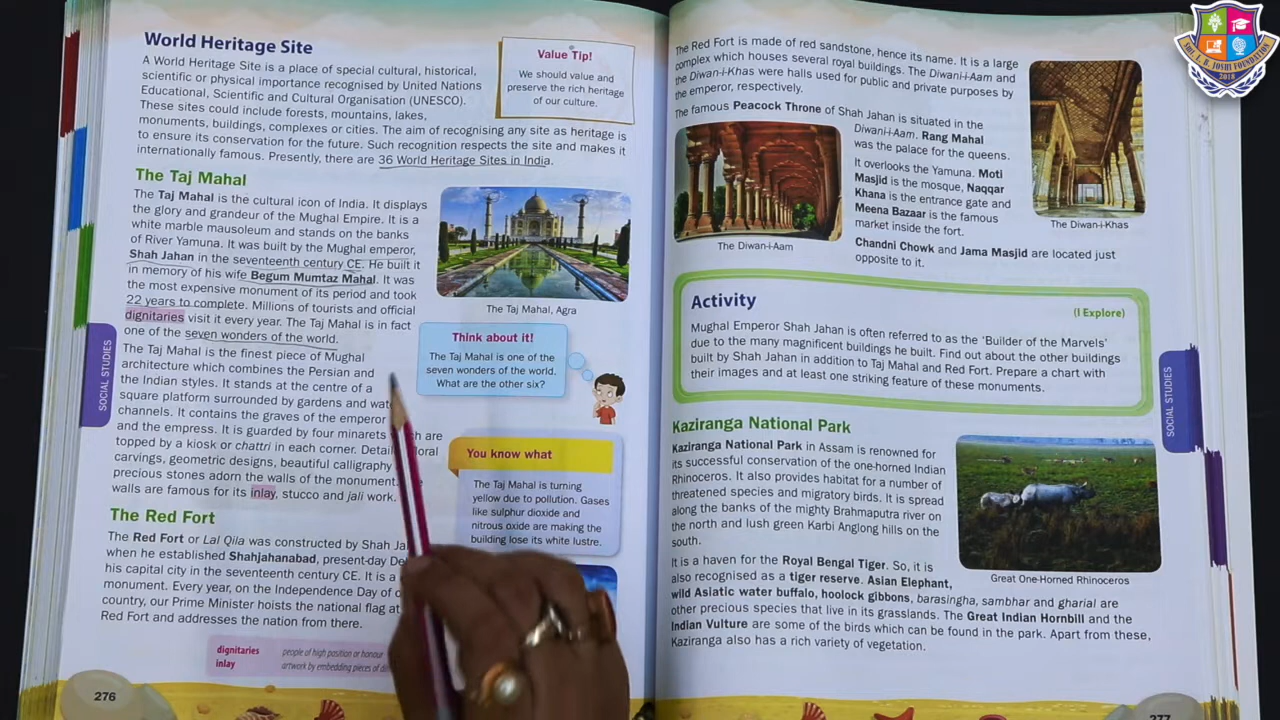 World Heritage Site
A World Heritage Site is a place of special cultural, historical,
scientific or physical importance recognised by United Nations
Educational, Scientific and Cultural Organisation (UNESCO).
These sites could include forests, mountains, lakes,
monuments, buildings, complexes or cities. The aim of recognising any site as heritage is
to ensure its conservation for the future. Such recognition respects the site and makes it
internationally famous. Presently, there are 36 World Heritage Sites in India.
Value Tip!
We should value and
preserve the rich heritage
of our culture.
The Taj Mahal
The Taj Mahal is the cultural icon of India. It displays
the glory and grandeur of the Mughal Empire. It is a
white marble mausoleum and stands on the banks
of River Yamuna. It was built by the Mughal emperor,
Shah Jahan in the seventeenth century CE. He built it
in memory of his wife Begum Mumtaz Mahal. It was
the most expensive monument of its period and took
22 years to complete. Millions of tourists and official
dignitaries visit it every year. The Taj Mahal is in fact
one of the seven wonders of the world.
The Taj Mahal, Agra
The Taj Mahal is the finest piece of Mughal
architecture which combines the Persian and
the Indian styles. It stands at the centre of a
square platform surrounded by gardens and
channels. It contains the graves of the emperor
and the empress. It is guarded by four minarets are
topped by a kiosk or chattri in each corner.
carvings, geometric designs, beautiful calligraphy
precious stones adorn the walls of the monument.
walls are famous for its inlay, stucco and jali work.
Think about it!
The Taj Mahal is one of the
seven wonders of the world.
What are the other six?
You know what
The Taj Mahal is turning
yellow due to pollution. Gases
like sulphur dioxide and
nitrous oxide are making the
building lose its white lustre.
The Red Fort
The Red Fort or Lal Qila was constructed by Shah
when he established Shahjahanabad, present-day
his capital city in the seventeenth century CE. It is a
monument. Every year, on the Independence Day of
country, our Prime Minister hoists the national flag at
Red Fort and addresses the nation from there.
dignitaries people of high position or honour
inlay artwork by embedding pieces of
276
SOCIAL STUDIES
The Red Fort is made of red sandstone, hence its name. It is a large
complex which houses several royal buildings. The Diwan-i-Aam and
the Diwan-i-Khas were halls used for public and private purposes by
the emperor, respectively.
The famous Peacock Throne of Shah Jahan is situated in the
Diwan-i-Aam. Rang Mahal
was the palace for the queens.
It overlooks the Yamuna. Moti
Masjid is the mosque, Naqqar
Khana is the entrance gate and
Meena Bazaar is the famous
market inside the fort.
Chandni Chowk and Jama Masjid are located just
opposite to it.
The Diwan-i-Aam
The Diwan-i-Khas
Activity
(I Explore)
Mughal Emperor Shah Jahan is often referred to as the 'Builder of the Marvels'
due to the many magnificent buildings he built. Find out about the other buildings
built by Shah Jahan in addition to Taj Mahal and Red Fort. Prepare a chart with
their images and at least one striking feature of these monuments.
Kaziranga National Park
Kaziranga National Park in Assam is renowned for
its successful conservation of the one-horned Indian
Rhinoceros. It also provides habitat for a number of
threatened species and migratory birds. It is spread
along the banks of the mighty Brahmaputra river on
the north and lush green Karbi Anglong hills on the
south.
It is a haven for the Royal Bengal Tiger. So, it is
also recognised as a tiger reserve. Asian Elephant,
wild Asiatic water buffalo, hoolock gibbons, barasingha, sambhar and gharial are
other precious species that live in its grasslands. The Great Indian Hornbill and the
Indian Vulture are some of the birds which can be found in the park. Apart from these,
Kaziranga also has a rich variety of vegetation.
Great One-Horned Rhinoceros
SOCIAL STUDIES
277
2018